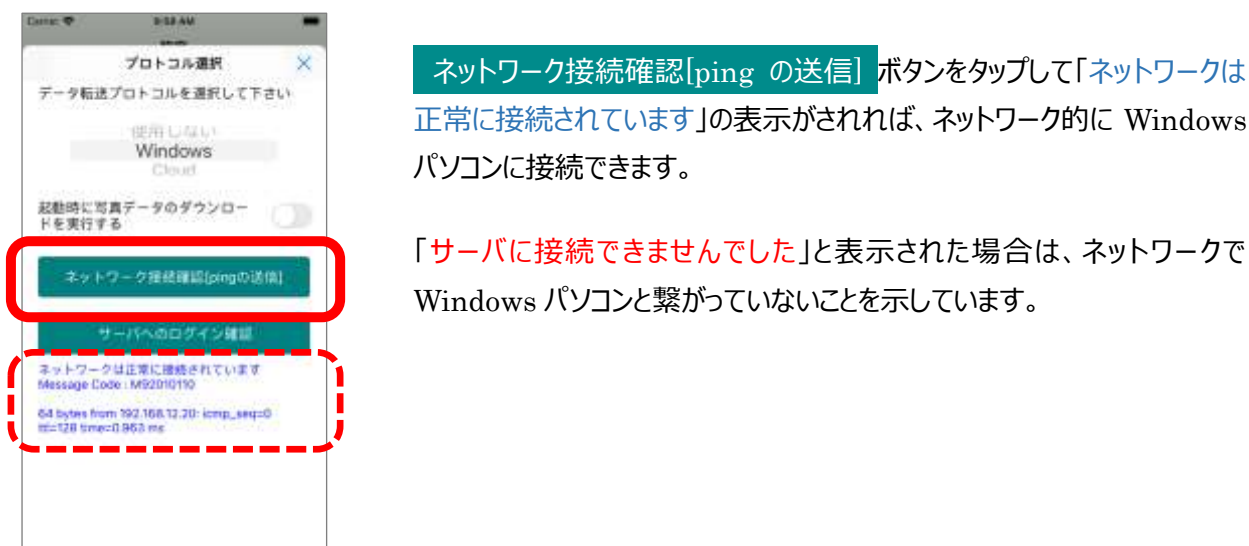 Carrier 9:58 AM
プロトコル選択
データ転送プロトコルを選択して下さい
使用しない
Windows
Cloud
起動時に写真データのダウンロー
ドを実行する
ネットワーク接続確認[pingの送信]
サーバへのログイン確認
ネットワークは正常に接続されています
Message Code : M92010110
64 bytes from 192.168.12.20: icmp_seq=0
ttl=128 time=0.963 ms
ネットワーク接続確認[ping の送信] ボタンをタップして「ネットワークは
正常に接続されています」の表示がされれば、ネットワーク的に Windows
パソコンに接続できます。
「サーバに接続できませんでした」と表示された場合は、ネットワークで
Windows パソコンと繋がっていないことを示しています。